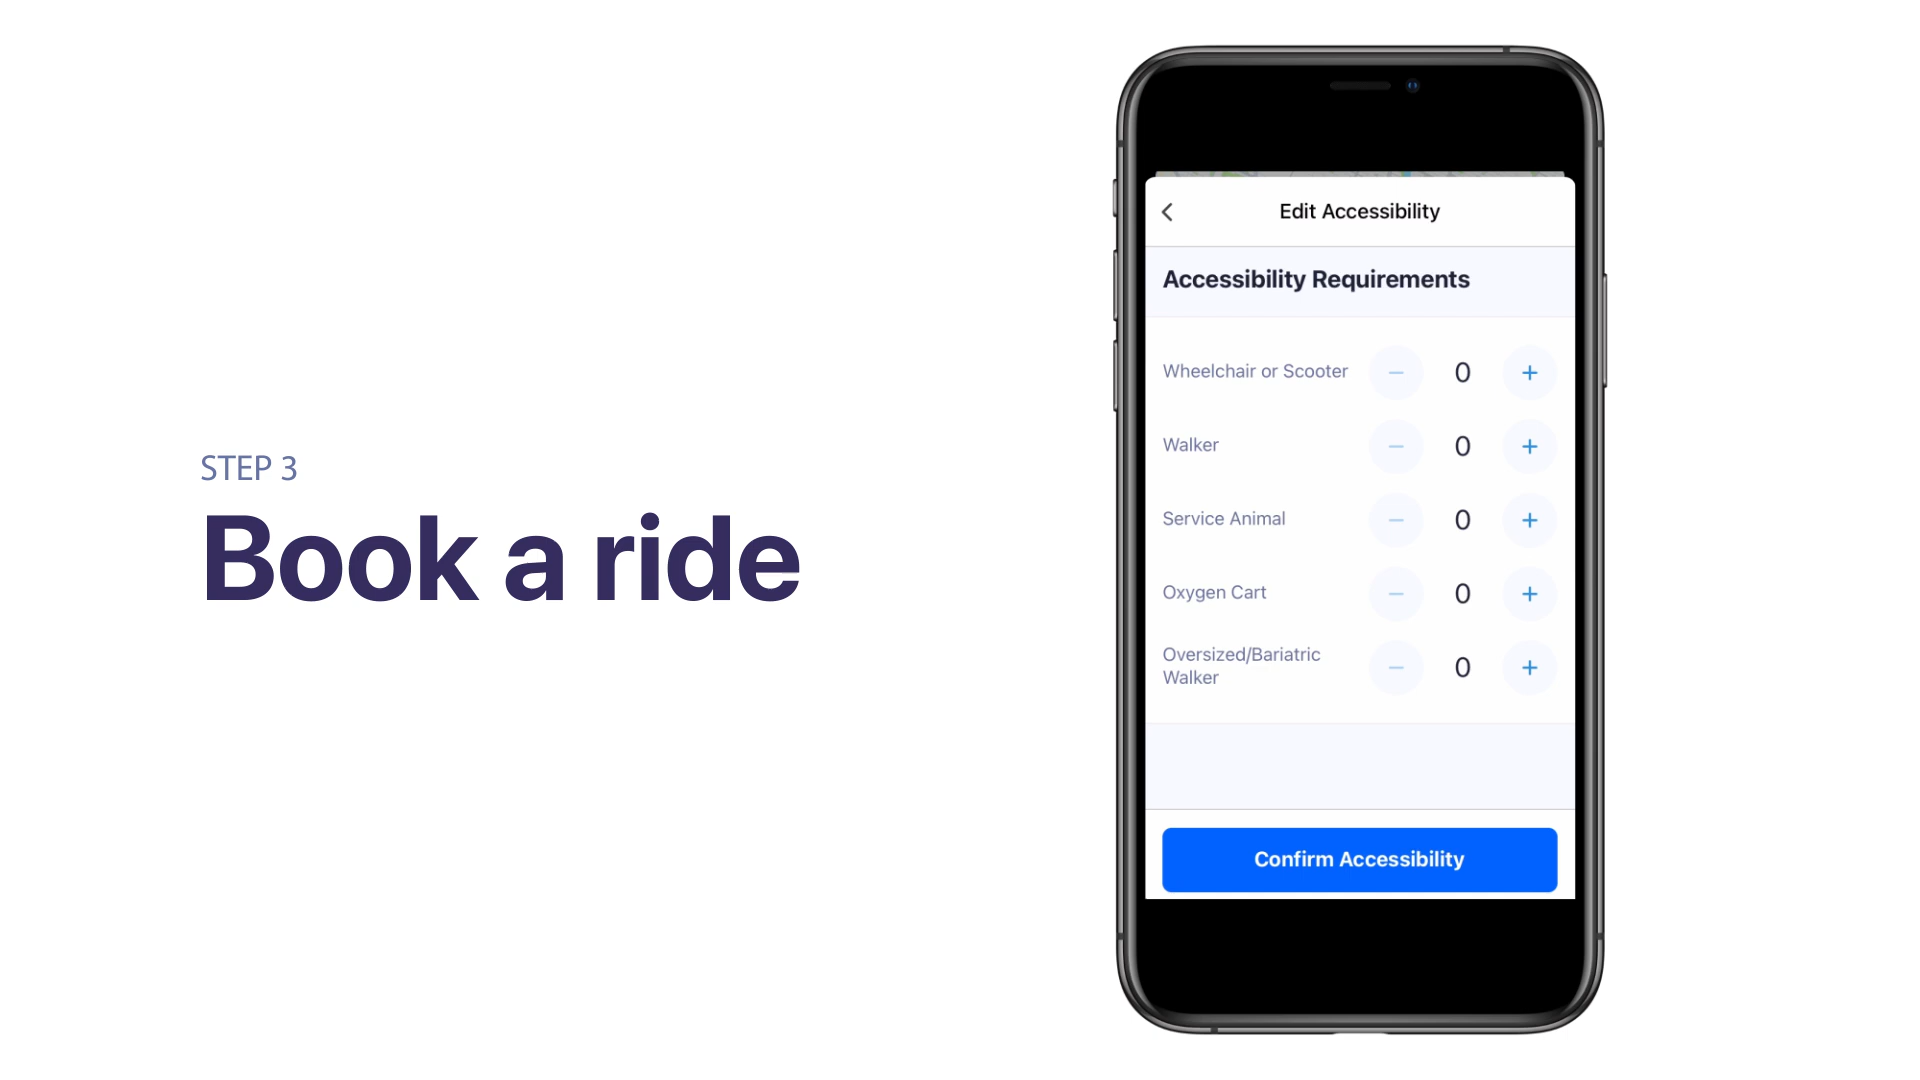 STEP 3
Book a ride
Edit Accessibility
Accessibility Requirements
Wheelchair or Scooter − 0 +
Walker − 0 +
Service Animal − 0 +
Oxygen Cart − 0 +
Oversized/Bariatric
Walker − 0 +
Confirm Accessibility